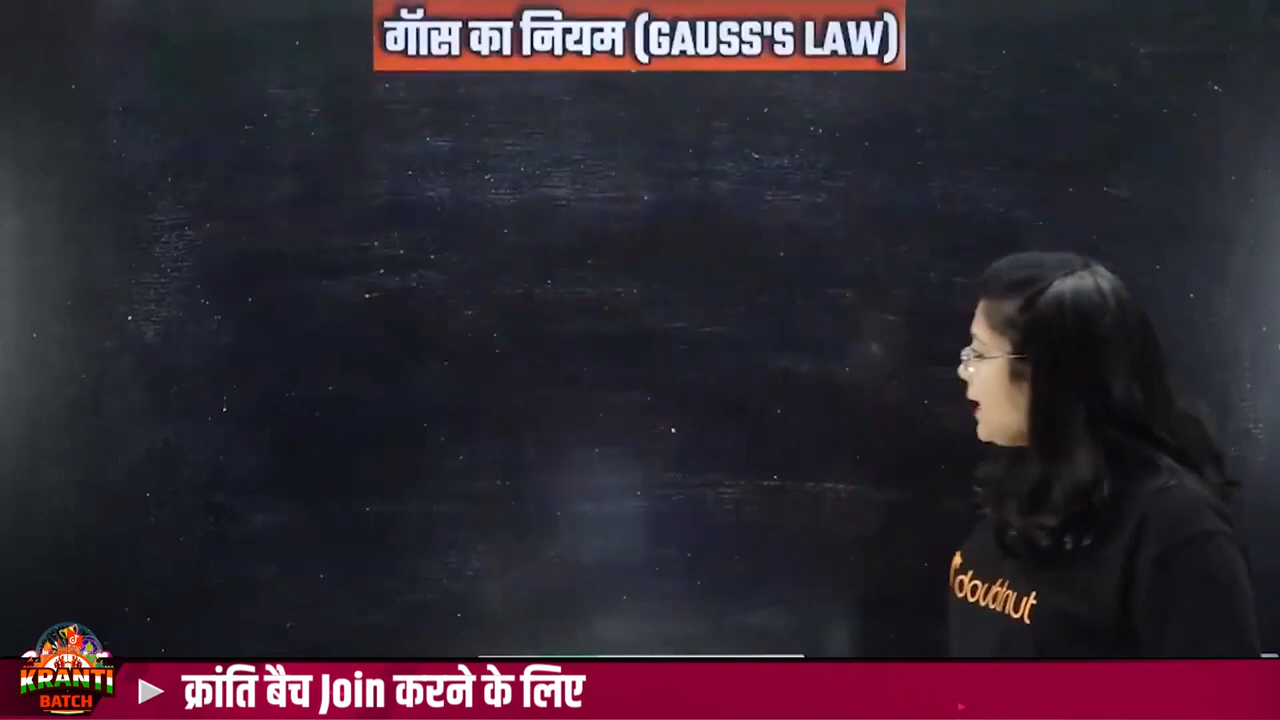 गॉस का नियम (GAUSS'S LAW)
doubtnut
KRANTI
BATCH
क्रांति बैच Join करने के लिए